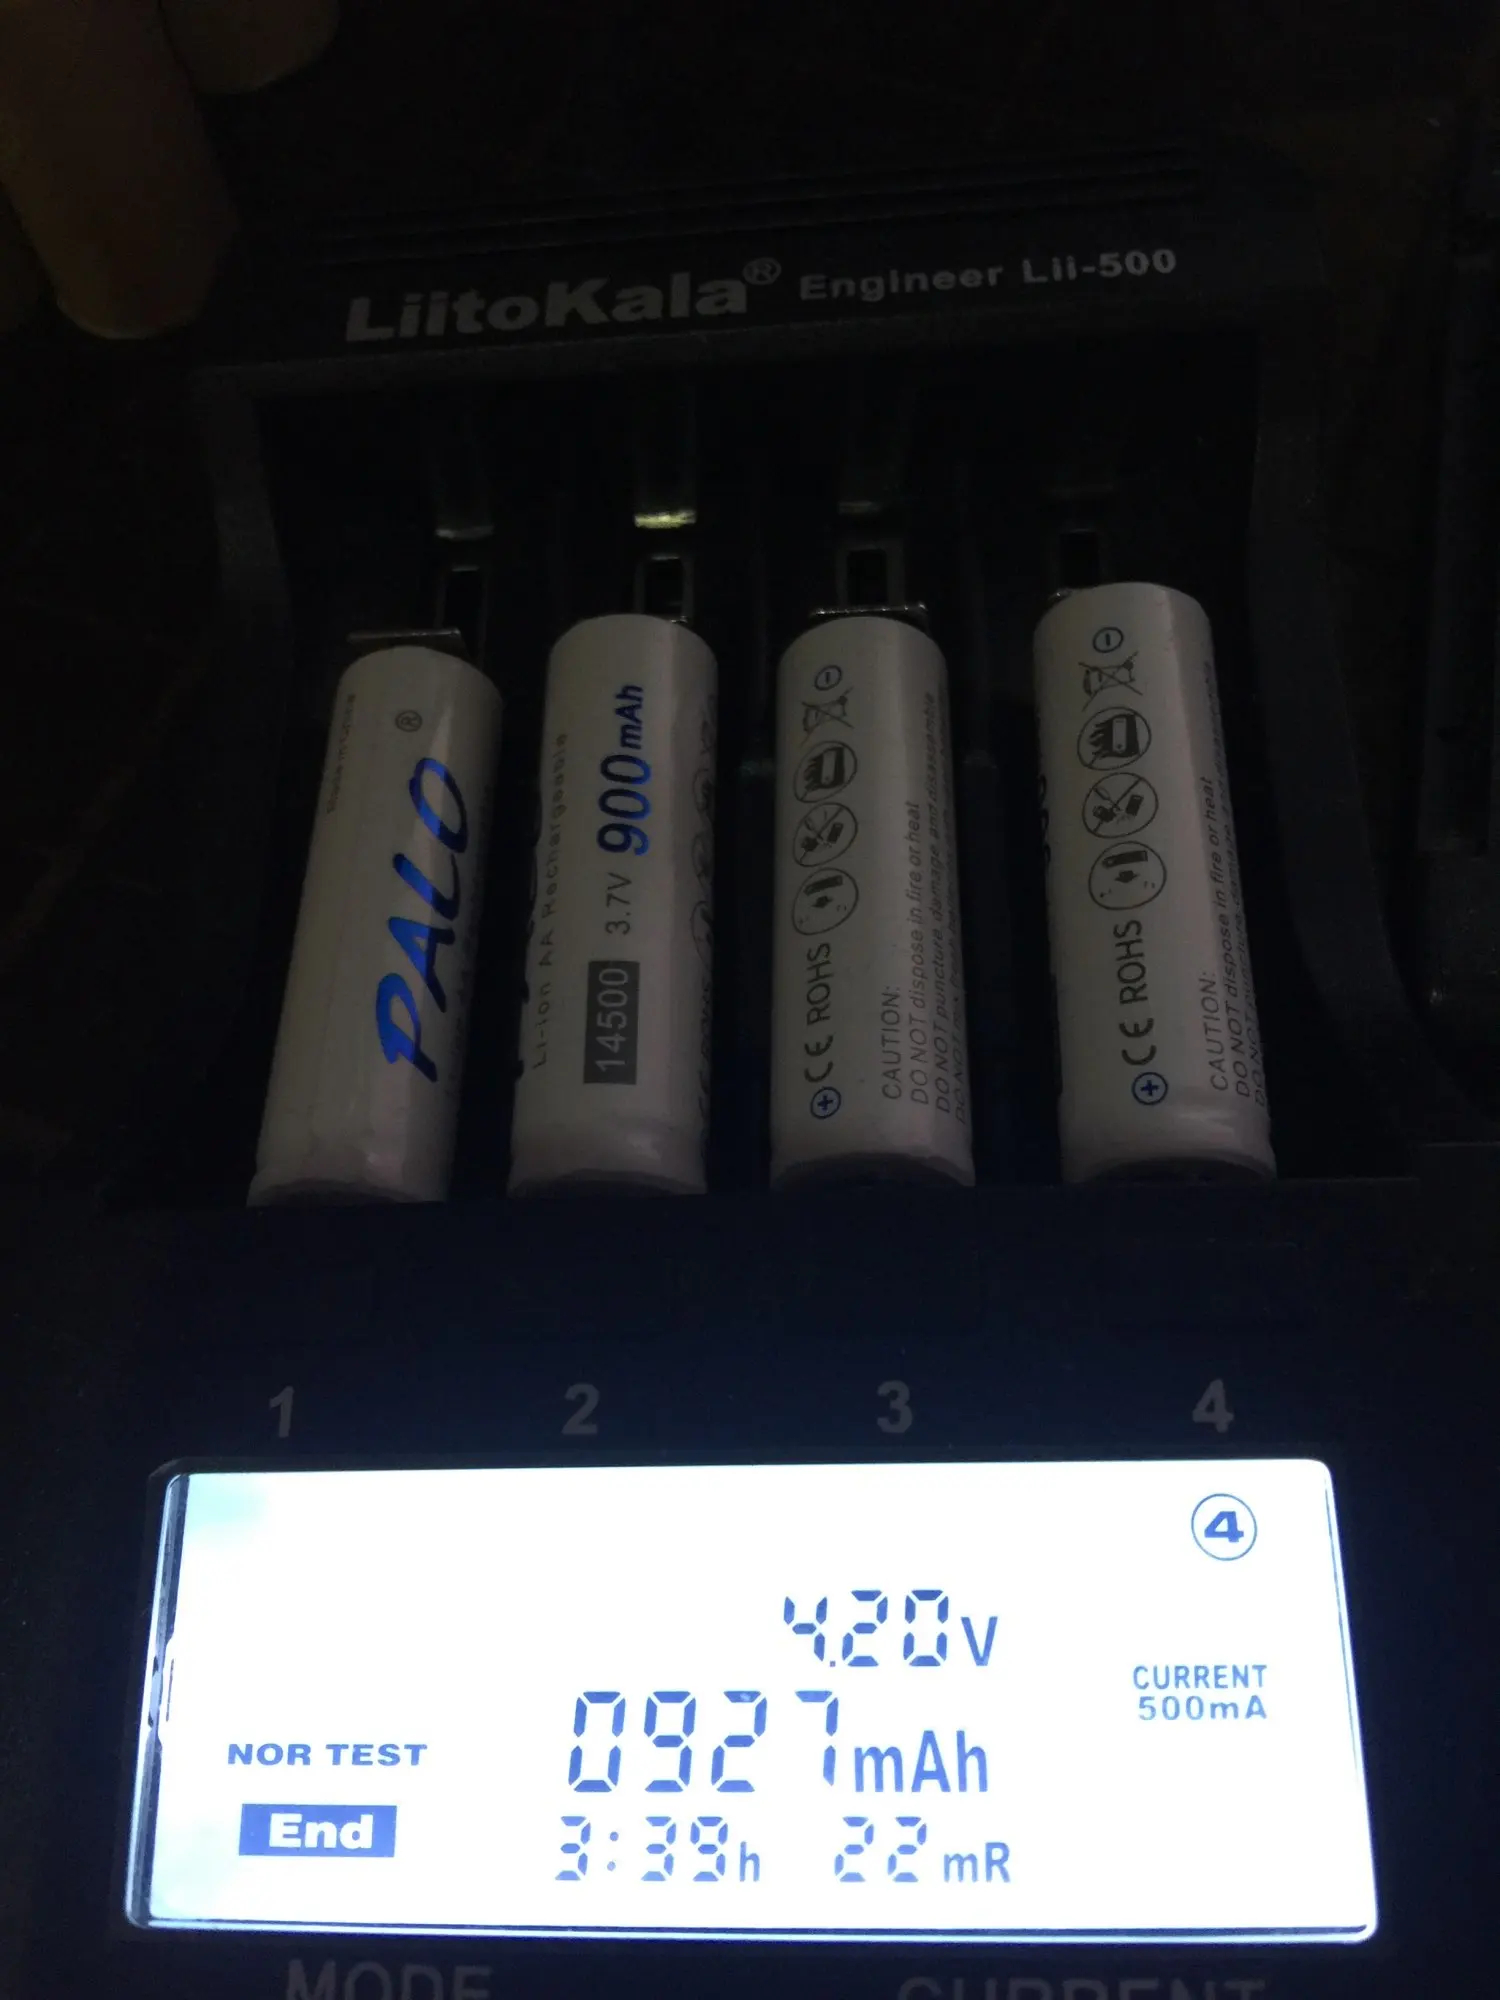 LiitoKala® Engineer Lii-500
PALO®
Li-ion AA Rechargeable
14500 3.7V 900mAh
CE ROHS
CAUTION:
DO NOT dispose in fire or heat
DO NOT puncture, damage and disassemble
CE ROHS
CAUTION:
DO NOT dispose in fire or heat
1 2 3 4
4
4.20V
CURRENT
500mA
0927mAh
NOR TEST
End
3:39h 22mR
MODE CURRENT